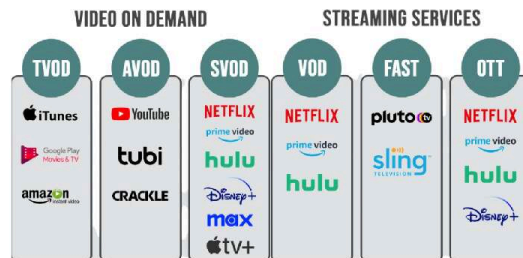 VIDEO ON DEMAND
STREAMING SERVICES
TVOD
AVOD
SVOD
VOD
FAST
OTT
iTunes
Google Play
Movies & TV
amazon
instant video
YouTube
tubi
CRACKLE
NETFLIX
prime video
hulu
Disney+
max
tv+
NETFLIX
prime video
hulu
pluto tv
sling
TELEVISION
NETFLIX
prime video
hulu
Disney+